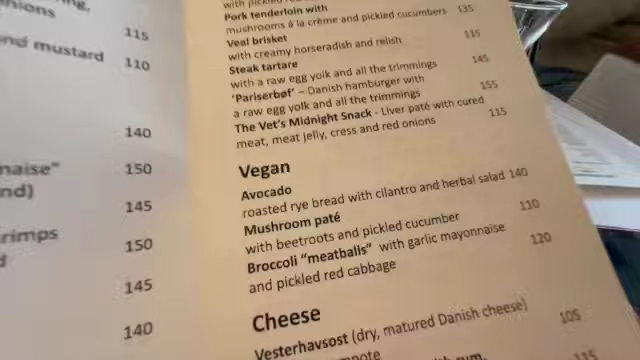 nions
115
nd mustard 110
140
naise" 150
nd)
145
rimps
150
145
140
with pickled
Pork tenderloin with
mushrooms à la crème and pickled cucumbers 135
Veal brisket
with creamy horseradish and relish 115
Steak tartare
with a raw egg yolk and all the trimmings 145
'Pariserbøf' – Danish hamburger with
a raw egg yolk and all the trimmings 155
The Vet's Midnight Snack - Liver paté with cured
meat, meat jelly, cress and red onions 115
Vegan
Avocado
roasted rye bread with cilantro and herbal salad 140
Mushroom paté
with beetroots and pickled cucumber 110
Broccoli "meatballs" with garlic mayonnaise
and pickled red cabbage 120
Cheese
Vesterhavsost (dry, matured Danish cheese)
105
with rum,
115